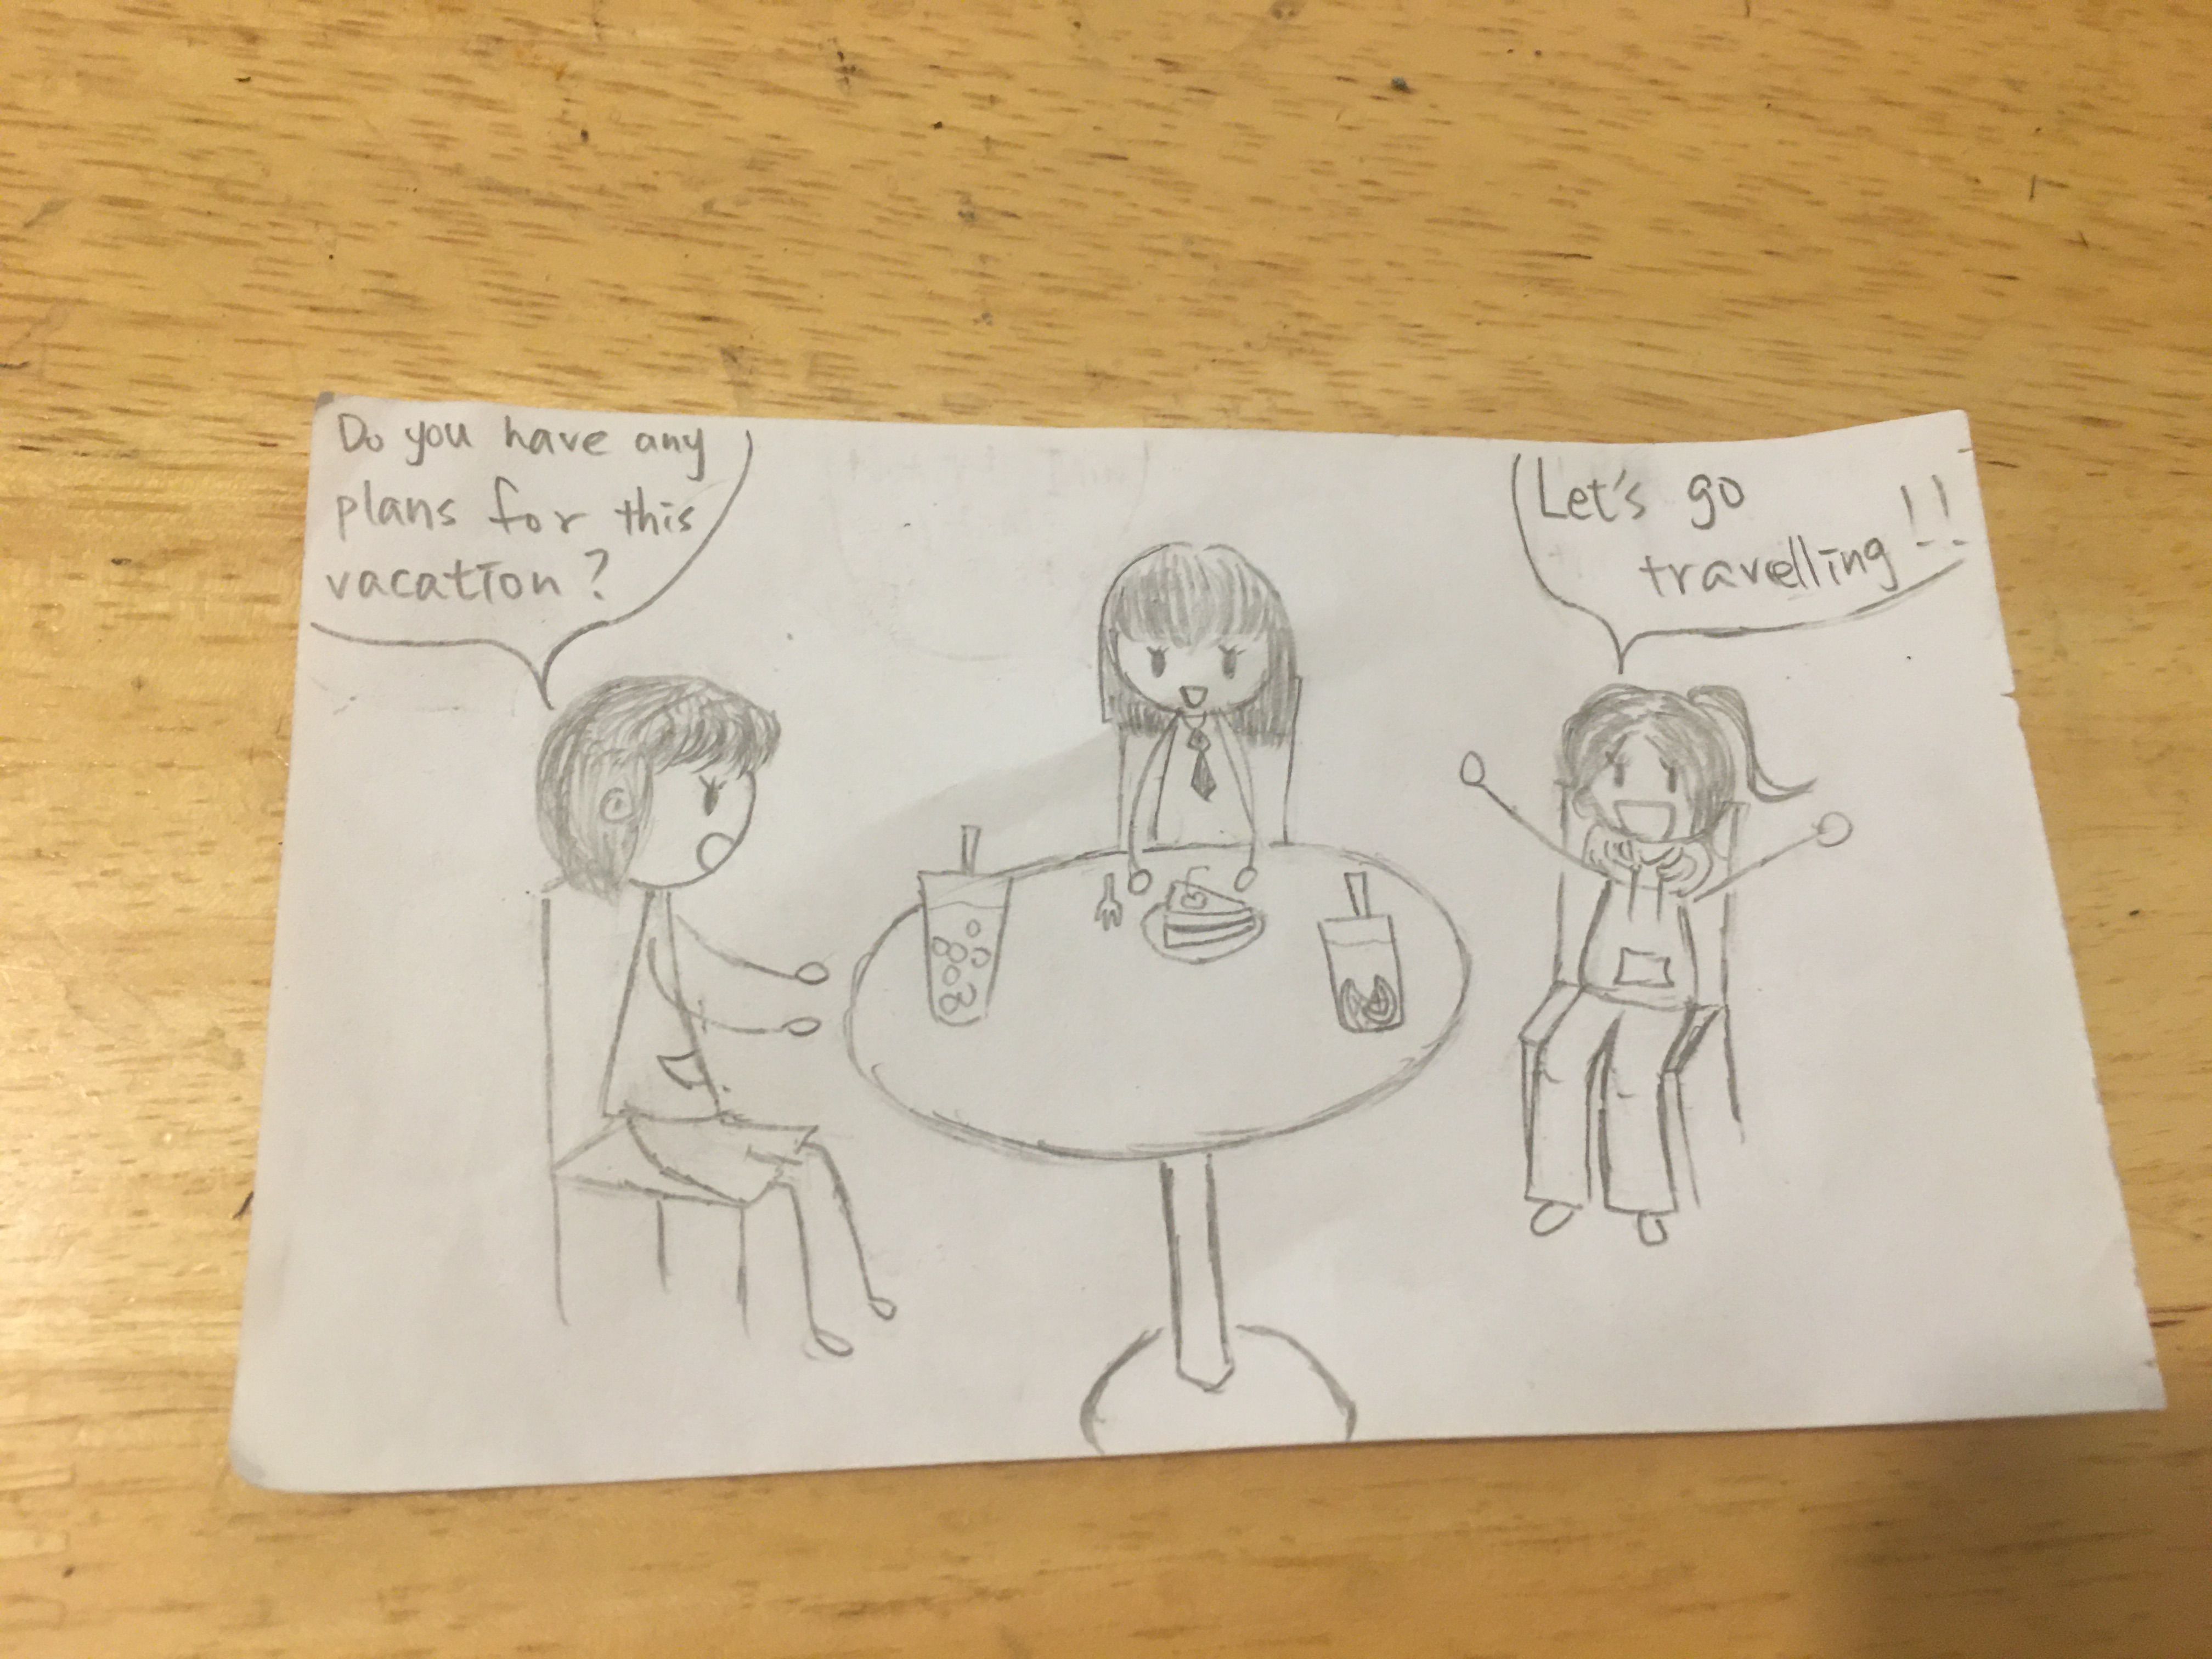 Do you have any
plans for this
vacation?
Let's go
travelling!!